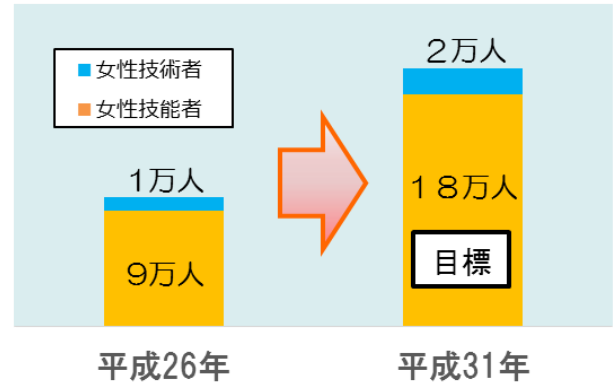 女性技術者
女性技能者
1万人
9万人
2万人
１８万人
目標
平成26年
平成31年